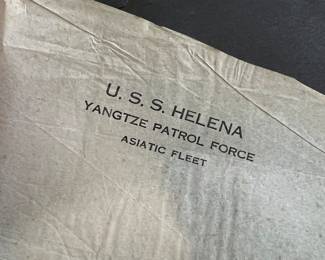 U. S. S. HELENA
YANGTZE PATROL FORCE
ASIATIC FLEET